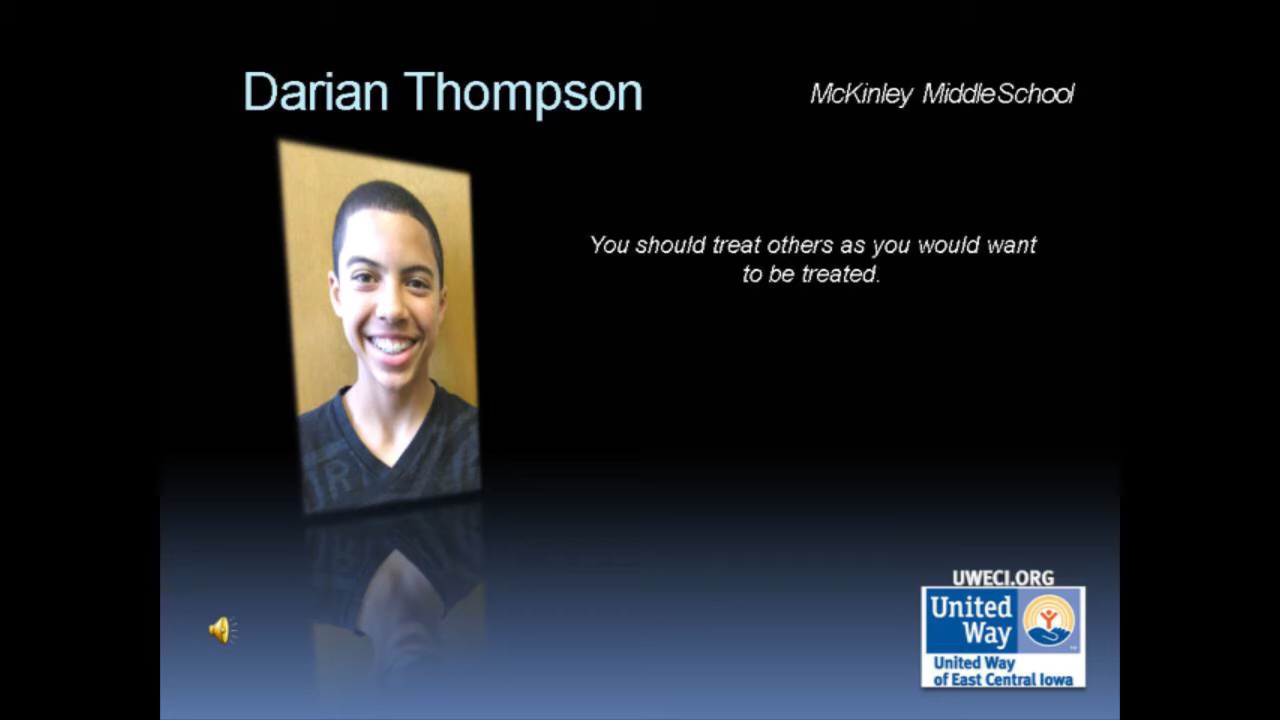 Darian Thompson
McKinley MiddleSchool
You should treat others as you would want
to be treated.
UWECI.ORG
United
Way
United Way
of East Central Iowa